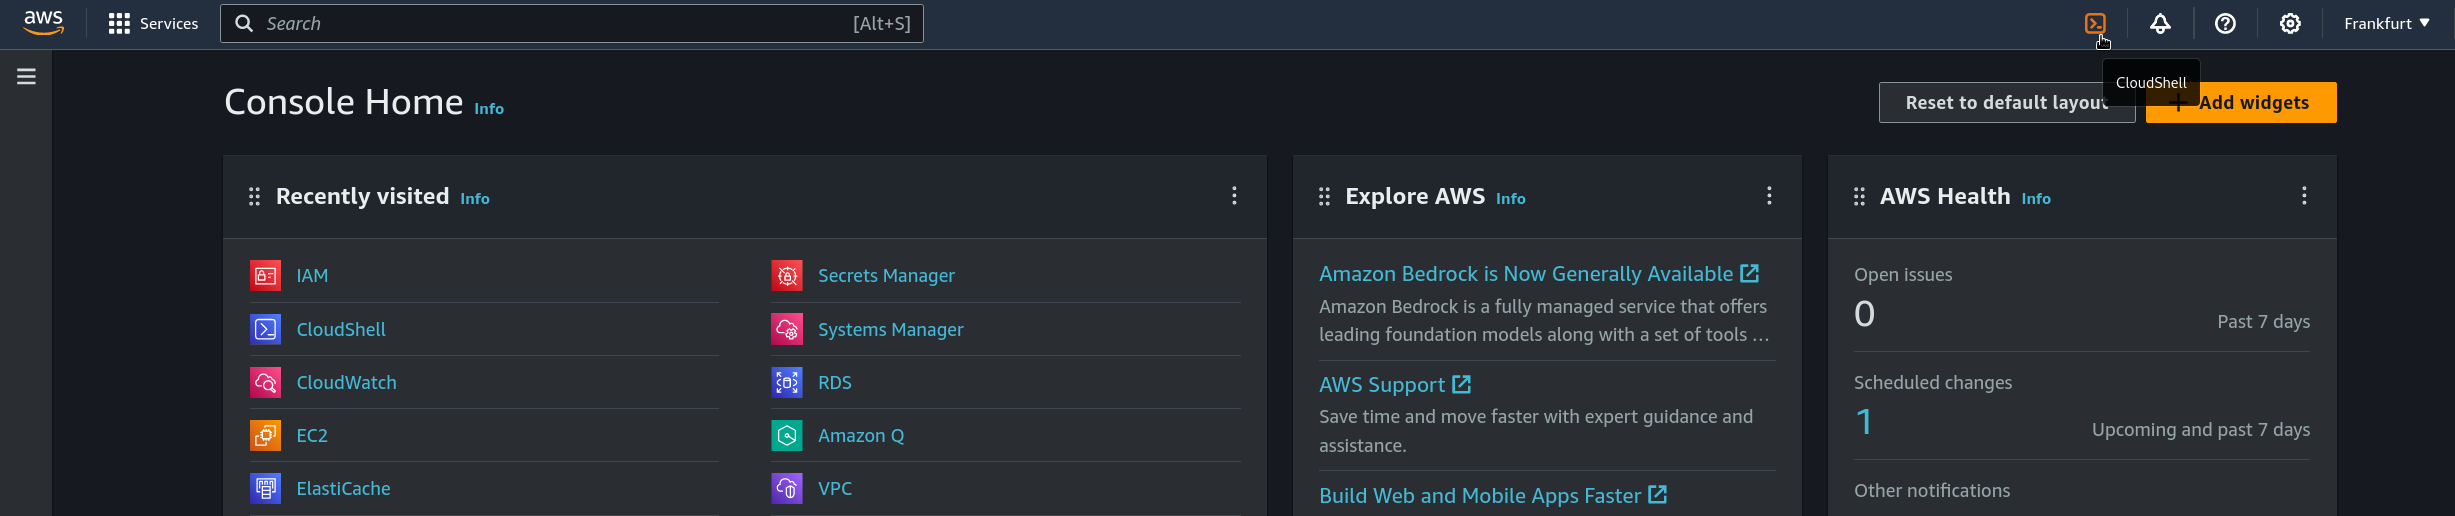 aws
Services
Search
[Alt+S]
Frankfurt
CloudShell
Console Home Info
Reset to default layout
Add widgets
Recently visited Info
IAM
CloudShell
CloudWatch
EC2
ElastiCache
Secrets Manager
Systems Manager
RDS
Amazon Q
VPC
Explore AWS Info
Amazon Bedrock is Now Generally Available
Amazon Bedrock is a fully managed service that offers
leading foundation models along with a set of tools ...
AWS Support
Save time and move faster with expert guidance and
assistance.
Build Web and Mobile Apps Faster
AWS Health Info
Open issues
0
Past 7 days
Scheduled changes
1
Upcoming and past 7 days
Other notifications